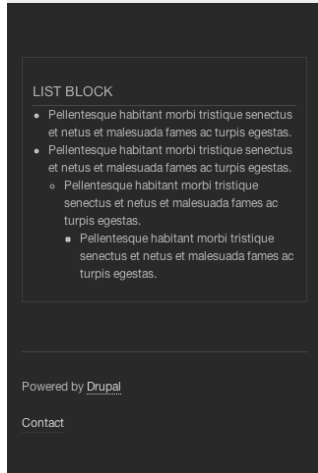 LIST BLOCK
Pellentesque habitant morbi tristique senectus
et netus et malesuada fames ac turpis egestas.
Pellentesque habitant morbi tristique senectus
et netus et malesuada fames ac turpis egestas.
Pellentesque habitant morbi tristique
senectus et netus et malesuada fames ac
turpis egestas.
Pellentesque habitant morbi tristique
senectus et netus et malesuada fames ac
turpis egestas.
Powered by Drupal
Contact